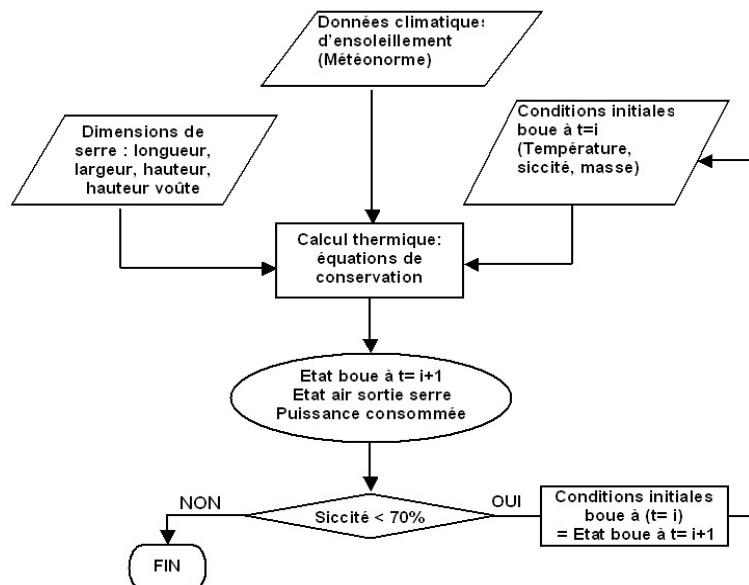 Données climatiques
d'ensoleillement
(Météonorme)
Dimensions de
serre : longueur,
largeur, hauteur,
hauteur voûte
Conditions initiales
boue à t=i
(Température,
siccité, masse)
Calcul thermique:
équations de
conservation
Etat boue à t= i+1
Etat air sortie serre
Puissance consommée
NON
Siccité < 70%
OUI
Conditions initiales
boue à (t= i)
= Etat boue à t= i+1
FIN